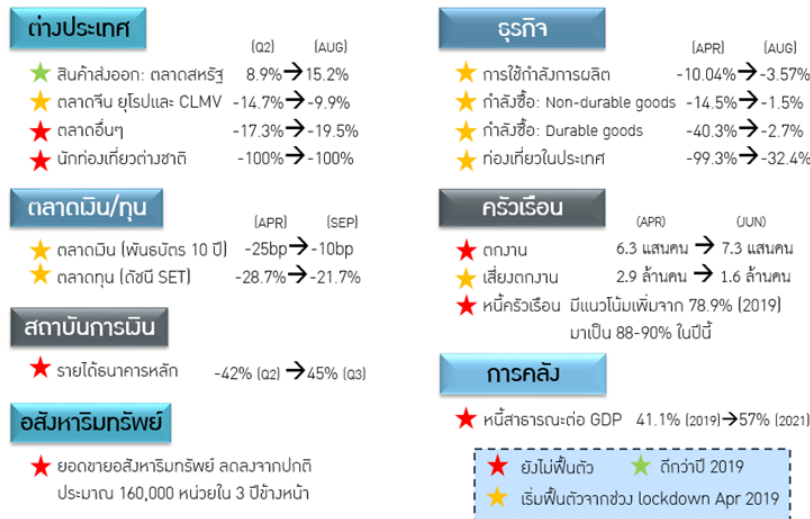 ต่างประเทศ
(Q2) (AUG)
สินค้าส่งออก: ตลาดสหรัฐ 8.9%→15.2%
ตลาดจีน ยุโรปและ CLMV -14.7%→-9.9%
ตลาดอื่นๆ -17.3%→-19.5%
นักท่องเที่ยวต่างชาติ -100%→-100%
ตลาดเงิน/ทุน
(APR) (SEP)
ตลาดเงิน (พันธบัตร 10 ปี) -25bp→-10bp
ตลาดทุน (ดัชนี SET) -28.7%→-21.7%
สถาบันการเงิน
รายได้ธนาคารหลัก -42% (Q2)→45% (Q3)
อสังหาริมทรัพย์
ยอดขายอสังหาริมทรัพย์ ลดลงจากปกติ
ประมาณ 160,000 หน่วยใน 3 ปีข้างหน้า
ธุรกิจ
(APR) (AUG)
การใช้กำลังการผลิต -10.04%→-3.57%
กำลังซื้อ: Non-durable goods -14.5%→-1.5%
กำลังซื้อ: Durable goods -40.3%→-2.7%
ท่องเที่ยวในประเทศ -99.3%→-32.4%
ครัวเรือน
(APR) (JUN)
ตกงาน 6.3 แสนคน → 7.3 แสนคน
เสี่ยงตกงาน 2.9 ล้านคน → 1.6 ล้านคน
หนี้ครัวเรือน มีแนวโน้มเพิ่มจาก 78.9% (2019)
มาเป็น 88-90% ในปีนี้
การคลัง
หนี้สาธารณะต่อ GDP 41.1% (2019)→57% (2021)
ยังไม่ฟื้นตัว ดีกว่าปี 2019
เริ่มฟื้นตัวจากช่วง lockdown Apr 2019